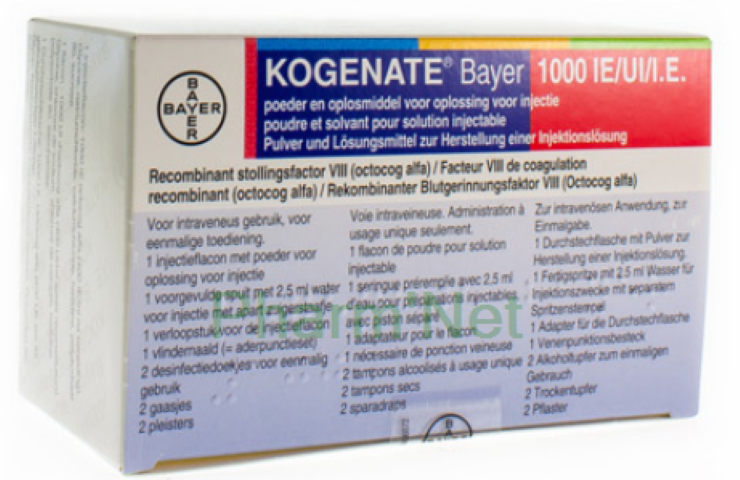 KOGENATE® Bayer 1000 IE/UI/I.E.
poeder en oplosmiddel voor oplossing voor injectie
poudre et solvant pour solution injectable
Pulver und Lösungsmittel zur Herstellung einer Injektionslösung
BAYER
BAYER
Recombinant stollingsfactor VIII (octocog alfa) / Facteur VIII de coagulation
recombinant (octocog alfa) / Rekombinanter Blutgerinnungsfaktor VIII (Octocog alfa)
Voor intraveneus gebruik, voor
eenmalige toediening.
1 injectieflacon met poeder voor
oplossing voor injectie
1 voorgevulde spuit met 2,5 ml water
voor injectie met apart zuigerstaafje
1 verloopstuk voor de injectieflacon
1 vlindernaald (= aderpunctieset)
2 desinfectiedoekjes voor eenmalig
gebruik
2 gaasjes
2 pleisters
Voie intraveineuse. Administration à
usage unique seulement.
1 flacon de poudre pour solution
injectable
1 seringue préremplie avec 2,5 ml
d'eau pour préparations injectables
avec piston séparé
1 adaptateur pour le flacon
1 nécessaire de ponction veineuse
2 tampons alcoolisés à usage unique
2 tampons secs
2 sparadraps
Zur intravenösen Anwendung, zur
Einmalgabe.
1 Durchstechflasche mit Pulver zur
Herstellung einer Injektionslösung.
1 Fertigspritze mit 2,5 ml Wasser für
Injektionszwecke mit separatem
Spritzenstempel
1 Adapter für die Durchstechflasche
1 Venenpunktionsbesteck
2 Alkoholtupfer zum einmaligen
Gebrauch
2 Trockentupfer
2 Pflaster
Pharm'Net
BAYER